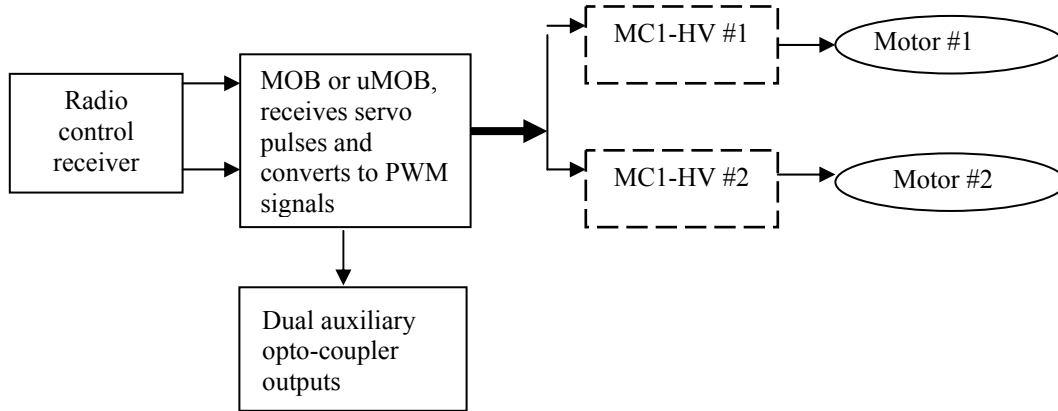 Radio
control
receiver
MOB or uMOB,
receives servo
pulses and
converts to PWM
signals
MC1-HV #1
Motor #1
MC1-HV #2
Motor #2
Dual auxiliary
opto-coupler
outputs